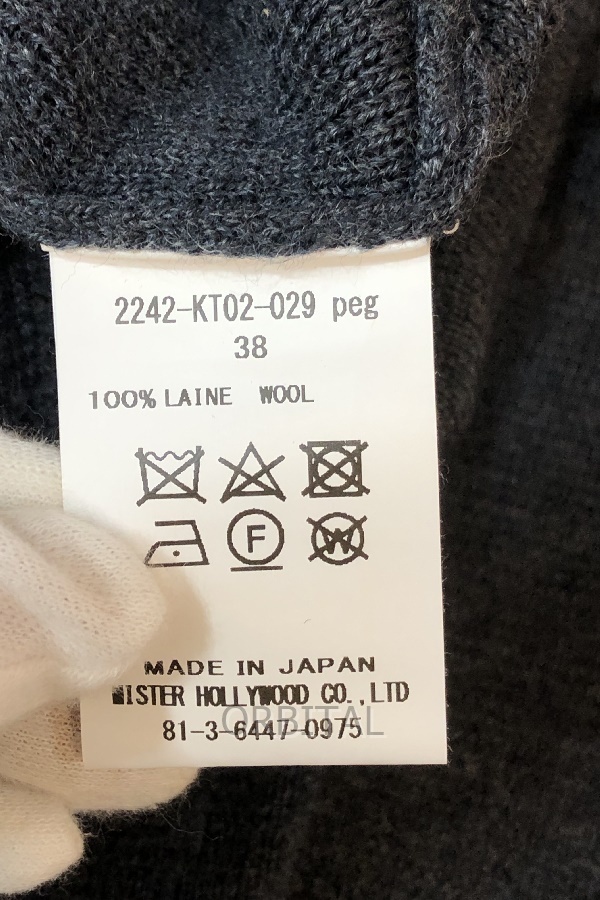 2242-KT02-029 peg
38
100% LAINE WOOL
F
W
MADE IN JAPAN
MISTER HOLLYWOOD CO.,LTD
ORBITAL
81-3-6447-0975